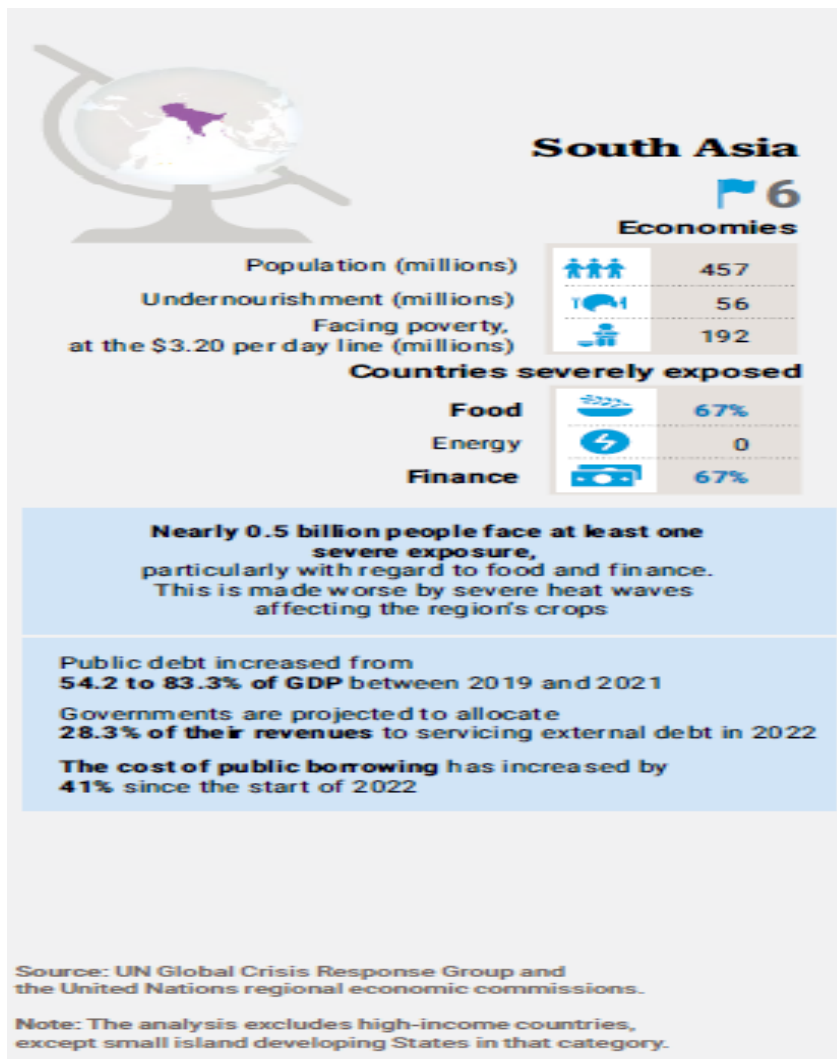 South Asia
6
Economies
Population (millions) 457
Undernourishment (millions) 56
Facing poverty,
at the $3.20 per day line (millions) 192
Countries severely exposed
Food 67%
Energy 0
Finance 67%
Nearly 0.5 billion people face at least one
severe exposure,
particularly with regard to food and finance.
This is made worse by severe heat waves
affecting the region's crops
Public debt increased from
54.2 to 83.3% of GDP between 2019 and 2021
Governments are projected to allocate
28.3% of their revenues to servicing external debt in 2022
The cost of public borrowing has increased by
41% since the start of 2022
Source: UN Global Crisis Response Group and
the United Nations regional economic commissions.
Note: The analysis excludes high-income countries,
except small island developing States in that category.